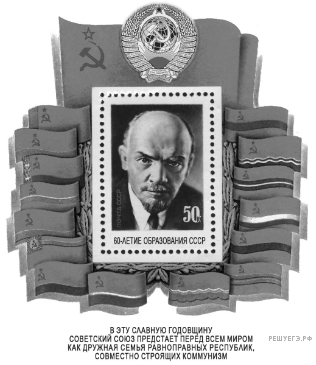 ПОЧТА СССР
50к
60-ЛЕТИЕ ОБРАЗОВАНИЯ СССР
В ЭТУ СЛАВНУЮ ГОДОВЩИНУ
СОВЕТСКИЙ СОЮЗ ПРЕДСТАЕТ ПЕРЕД ВСЕМ МИРОМ
КАК ДРУЖНАЯ СЕМЬЯ РАВНОПРАВНЫХ РЕСПУБЛИК,
СОВМЕСТНО СТРОЯЩИХ КОММУНИЗМ
РЕШУЕГЭ.РФ